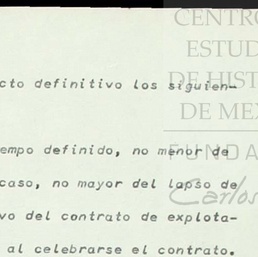 CENTRO
ESTUD
DE HIST
DE MÉX
FUNDA
Carlos
cto definitivo los siguien-
empo definido, no menor de
caso, no mayor del lapso de
vo del contrato de explota-
al celebrarse el contrato.